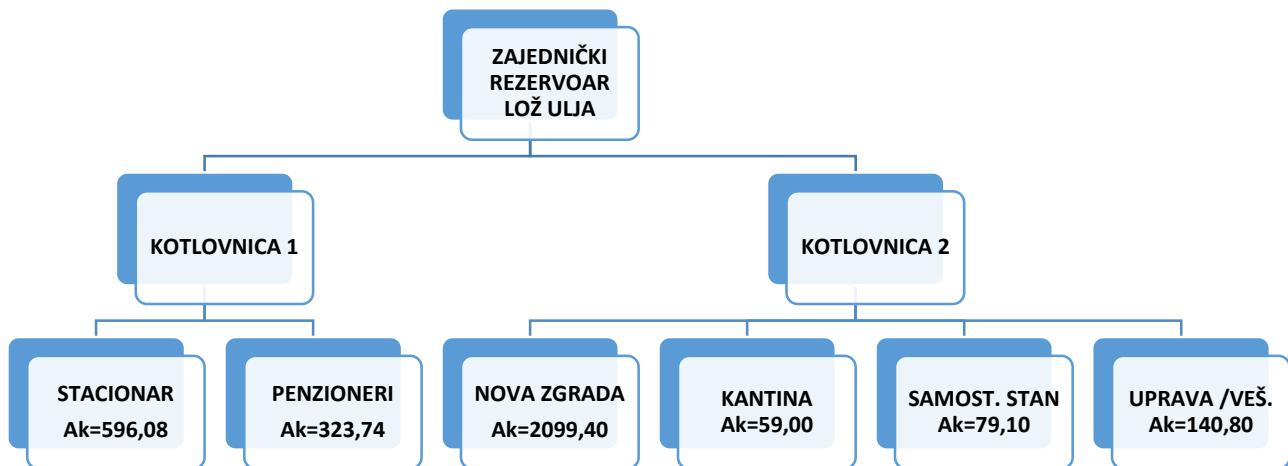 ZAJEDNIČKI
REZERVOAR
LOŽ ULJA
KOTLOVNICA 1
KOTLOVNICA 2
STACIONAR
Ak=596,08
PENZIONERI
Ak=323,74
NOVA ZGRADA
Ak=2099,40
KANTINA
Ak=59,00
SAMOST. STAN
Ak=79,10
UPRAVA /VEŠ.
Ak=140,80